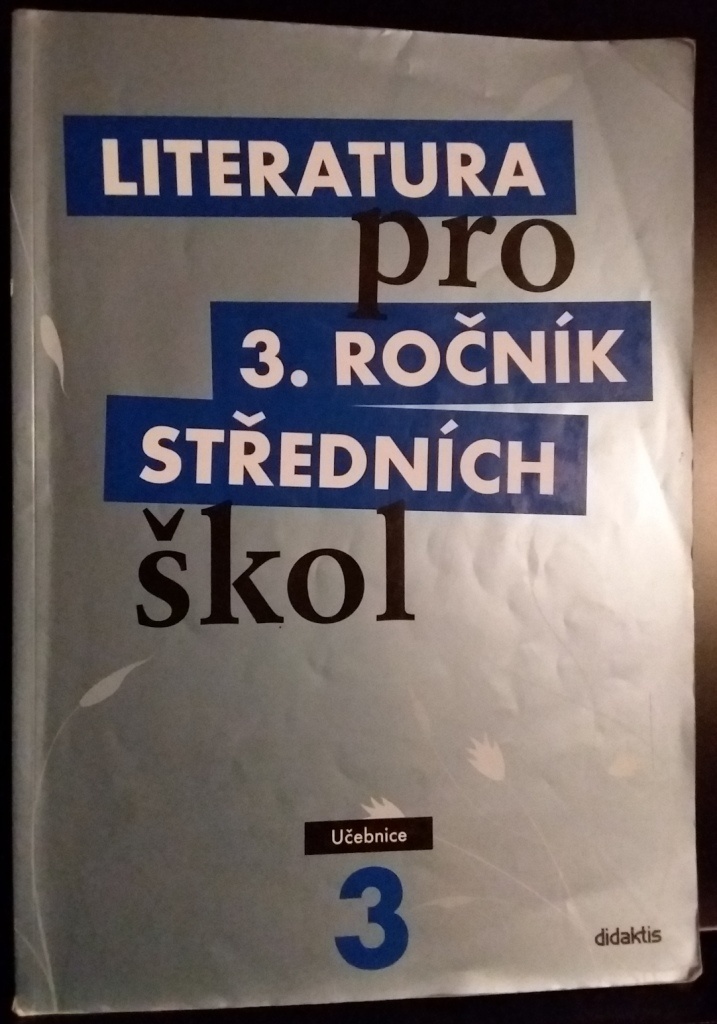 LITERATURA
pro
3. ROČNÍK
STŘEDNÍCH
škol
Učebnice
3
didaktis